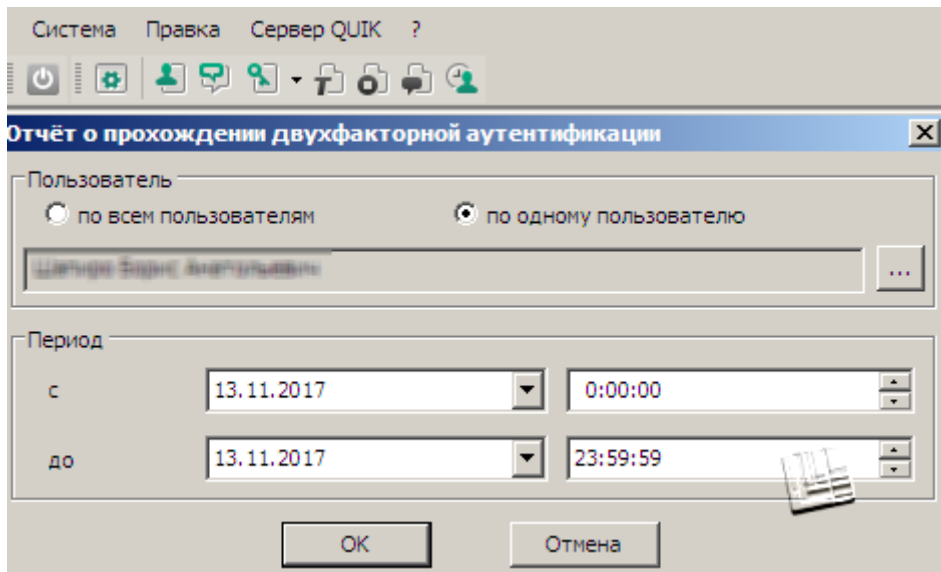 Система Правка Сервер QUIK ?
Отчёт о прохождении двухфакторной аутентификации
Пользователь
по всем пользователям по одному пользователю
...
Период
с 13.11.2017 0:00:00
до 13.11.2017 23:59:59
ОК Отмена